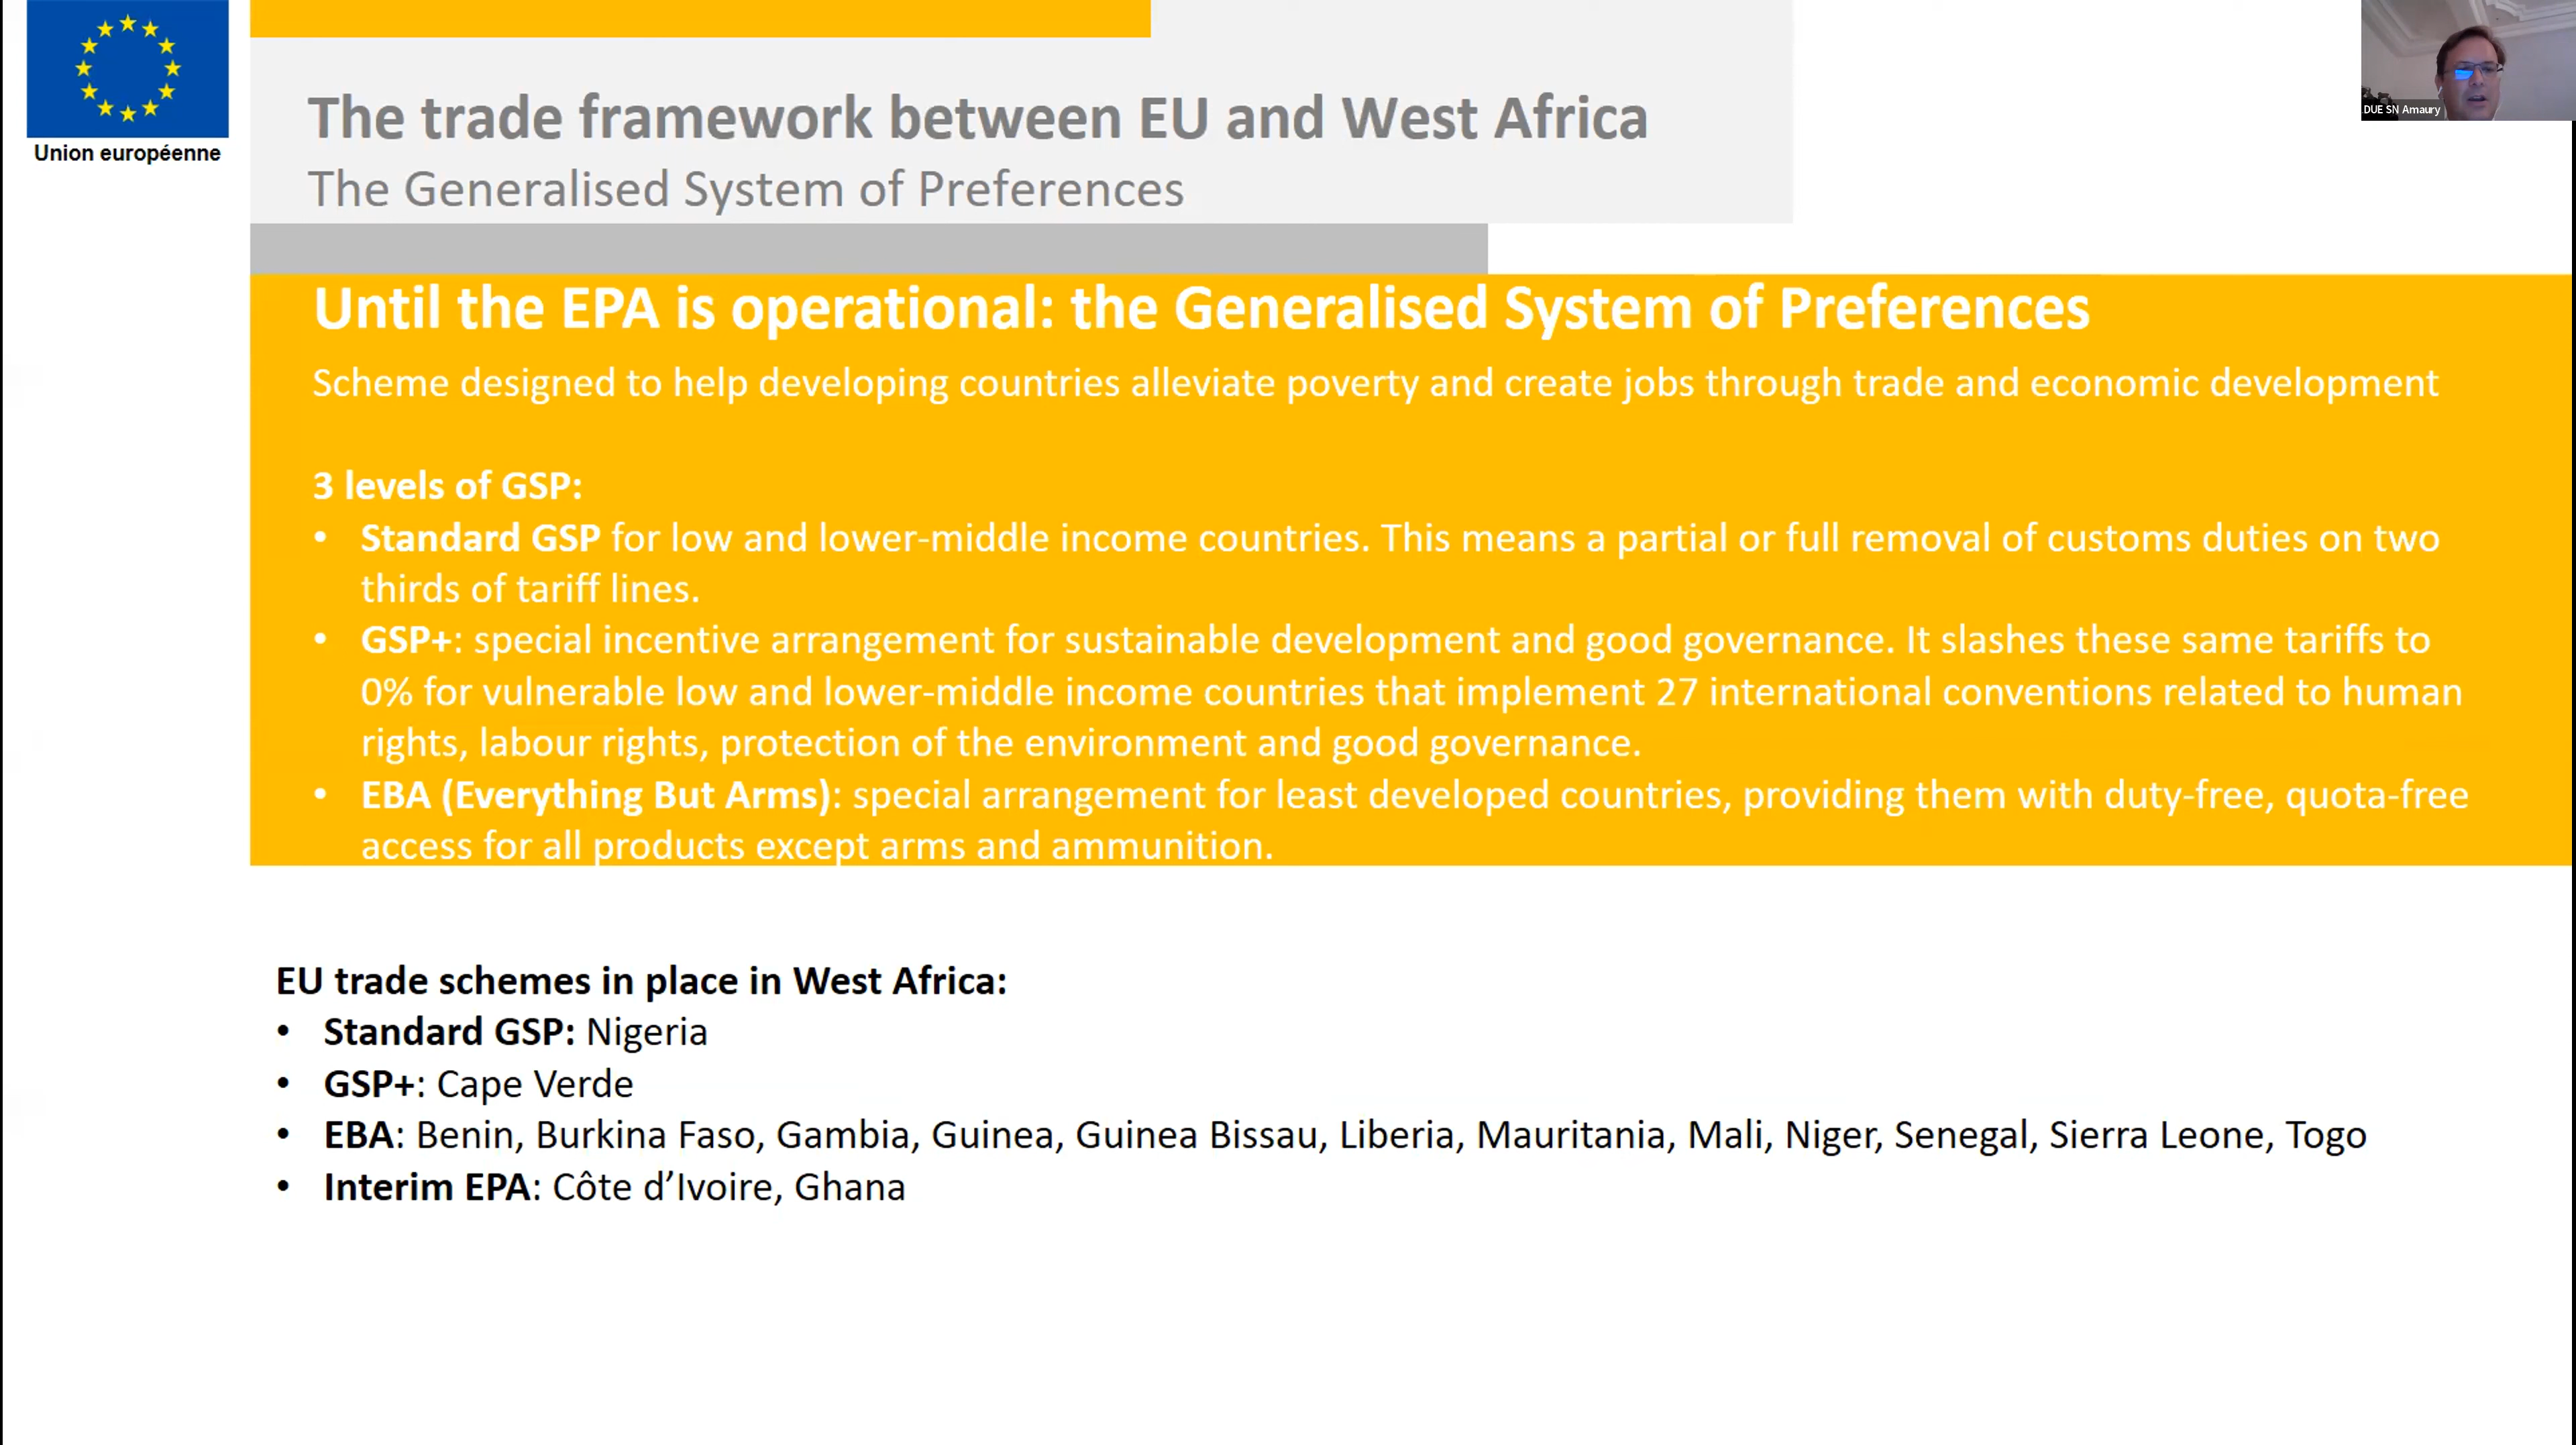 Union européenne
The trade framework between EU and West Africa
The Generalised System of Preferences
DUE SN Amaury
Until the EPA is operational: the Generalised System of Preferences
Scheme designed to help developing countries alleviate poverty and create jobs through trade and economic development
3 levels of GSP:
• Standard GSP for low and lower-middle income countries. This means a partial or full removal of customs duties on two
thirds of tariff lines.
• GSP+: special incentive arrangement for sustainable development and good governance. It slashes these same tariffs to
0% for vulnerable low and lower-middle income countries that implement 27 international conventions related to human
rights, labour rights, protection of the environment and good governance.
• EBA (Everything But Arms): special arrangement for least developed countries, providing them with duty-free, quota-free
access for all products except arms and ammunition.
EU trade schemes in place in West Africa:
• Standard GSP: Nigeria
• GSP+: Cape Verde
• EBA: Benin, Burkina Faso, Gambia, Guinea, Guinea Bissau, Liberia, Mauritania, Mali, Niger, Senegal, Sierra Leone, Togo
• Interim EPA: Côte d’Ivoire, Ghana